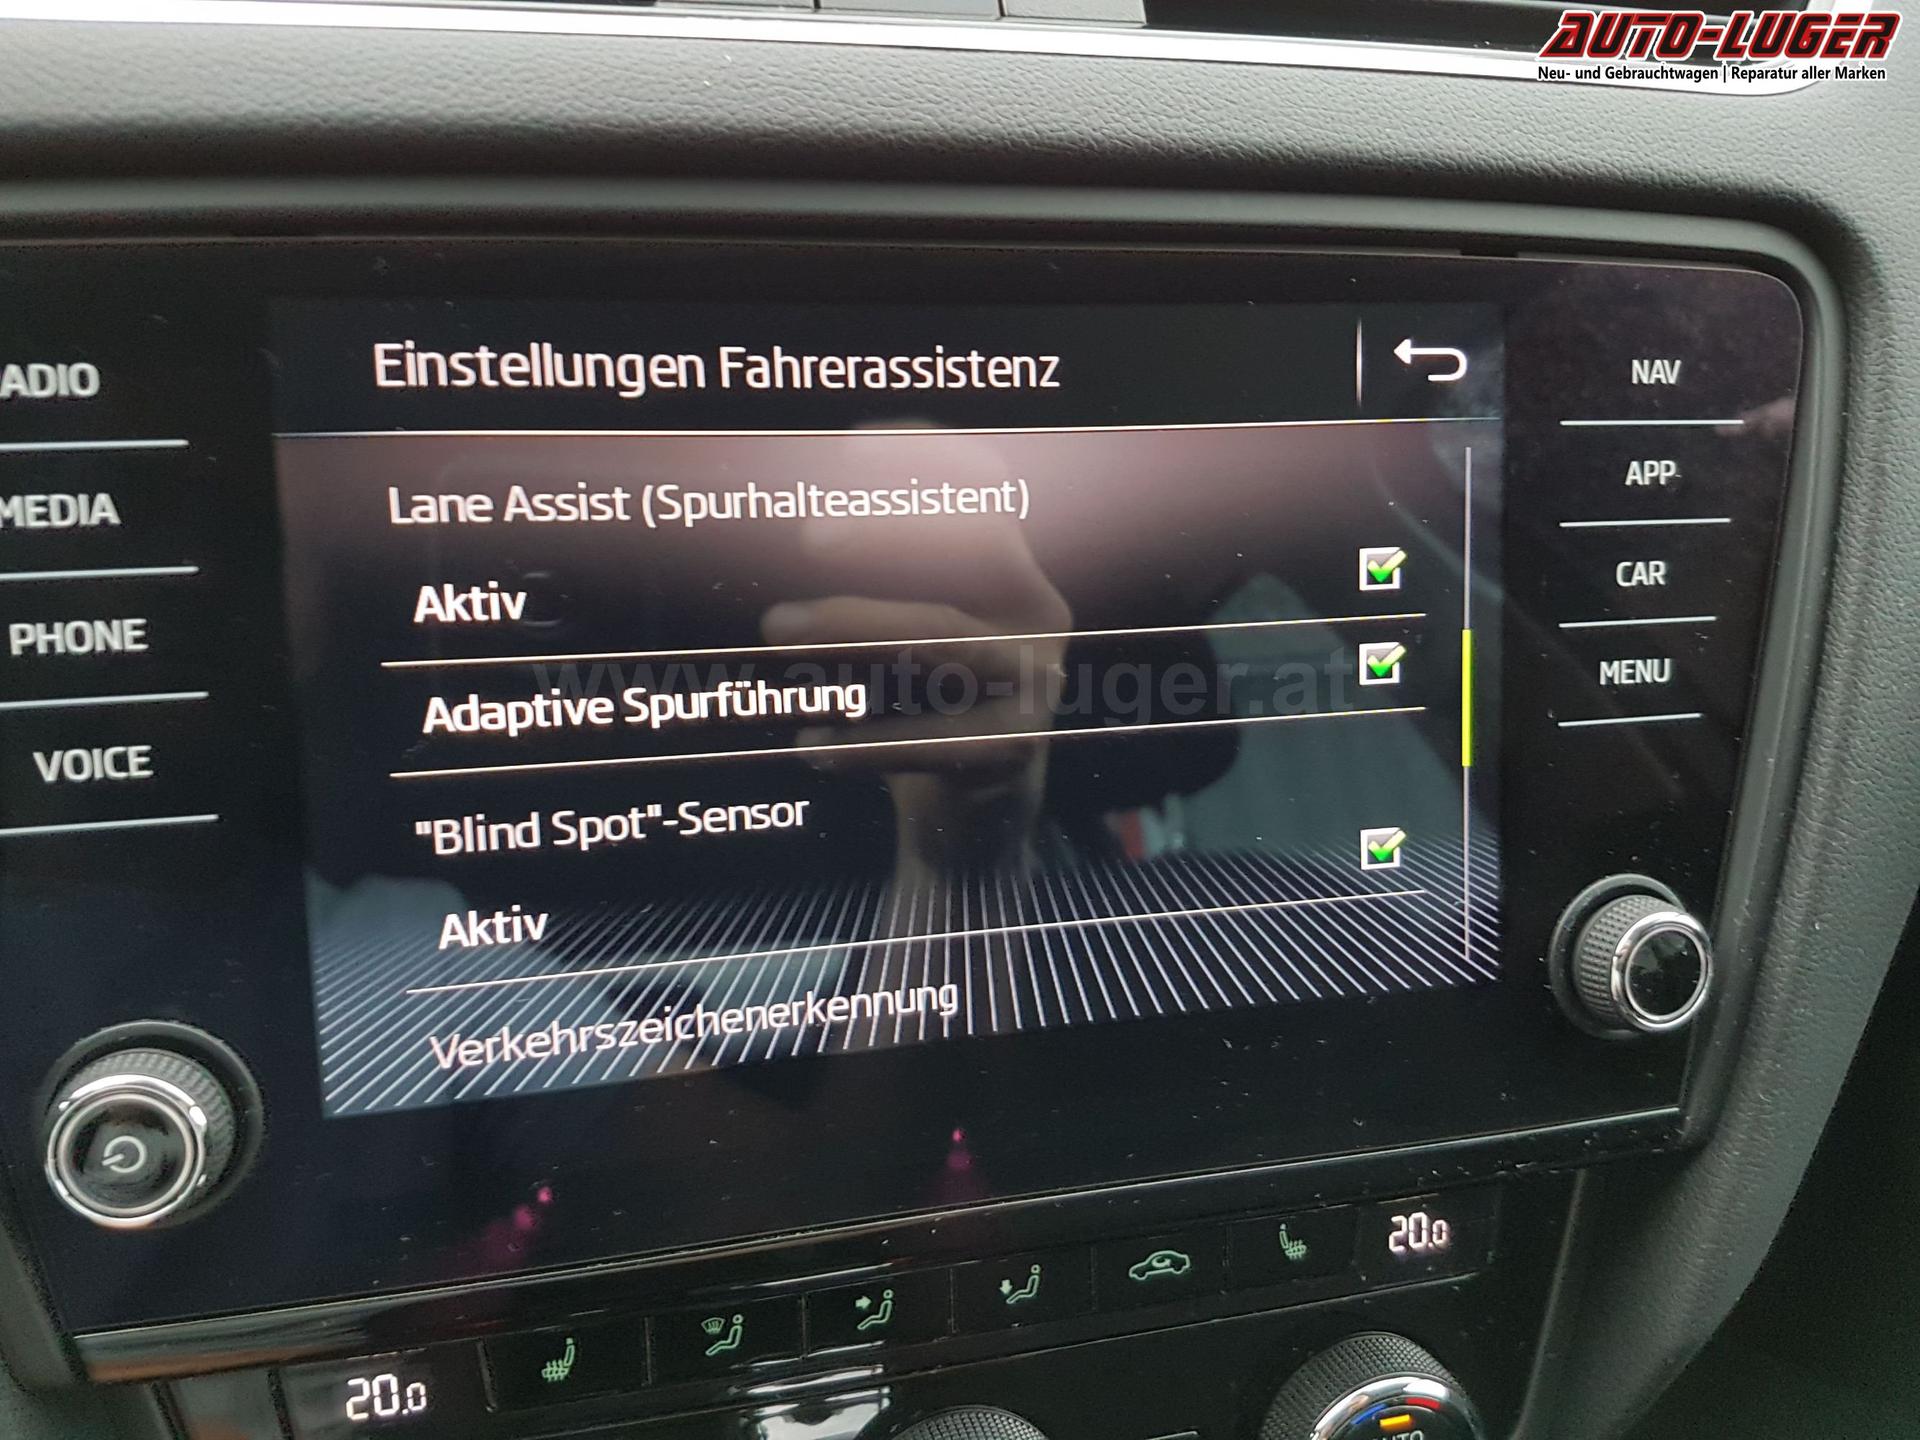 AUTO-LUGER
Neu- und Gebrauchtwagen | Reparatur aller Marken
Einstellungen Fahrerassistenz
Lane Assist (Spurhalteassistent)
Aktiv
Adaptive Spurführung
"Blind Spot"-Sensor
Aktiv
Verkehrszeichenerkennung
ADIO
MEDIA
PHONE
VOICE
NAV
APP
CAR
MENU
www.auto-luger.at
20.0
20.0
AUTO